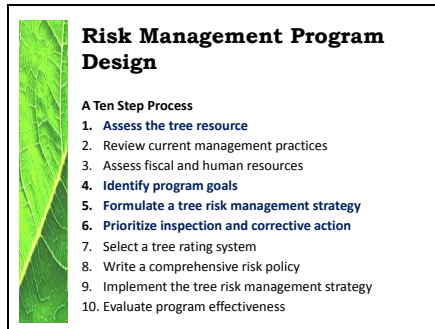 Risk Management Program
Design
A Ten Step Process
1. Assess the tree resource
2. Review current management practices
3. Assess fiscal and human resources
4. Identify program goals
5. Formulate a tree risk management strategy
6. Prioritize inspection and corrective action
7. Select a tree rating system
8. Write a comprehensive risk policy
9. Implement the tree risk management strategy
10. Evaluate program effectiveness